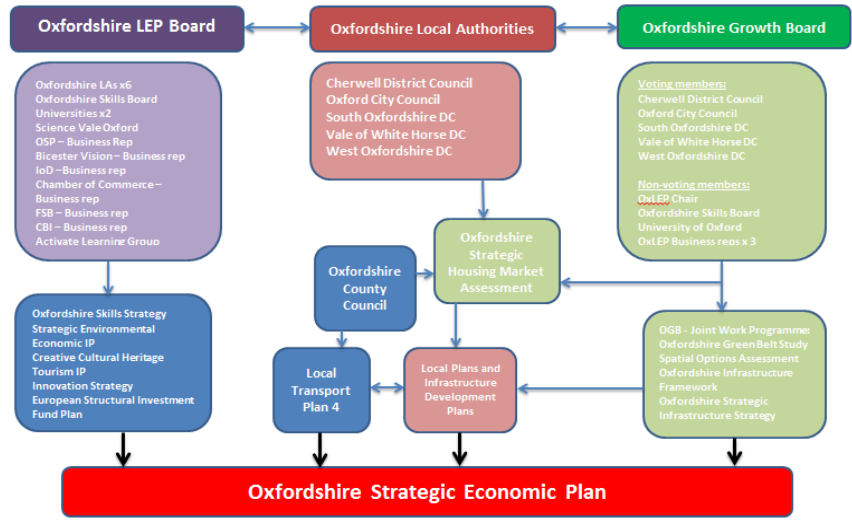 Oxfordshire LEP Board
Oxfordshire Local Authorities
Oxfordshire Growth Board
Oxfordshire LAs x6
Oxfordshire Skills Board
Universities x2
Science Vale Oxford
OSP – Business Rep
Bicester Vision – Business rep
IoD – Business rep
Chamber of Commerce –
Business rep
FSB – Business rep
CBI – Business rep
Activate Learning Group
Cherwell District Council
Oxford City Council
South Oxfordshire DC
Vale of White Horse DC
West Oxfordshire DC
Voting members:
Cherwell District Council
Oxford City Council
South Oxfordshire DC
Vale of White Horse DC
West Oxfordshire DC
Non-voting members:
OxLEP Chair
Oxfordshire Skills Board
University of Oxford
OxLEP Business reps x 3
Oxfordshire
County
Council
Oxfordshire
Strategic
Housing Market
Assessment
Oxfordshire Skills Strategy
Strategic Environmental
Economic IP
Creative Cultural Heritage
Tourism IP
Innovation Strategy
European Structural Investment
Fund Plan
Local
Transport
Plan 4
Local Plans and
Infrastructure
Development
Plans
OGB - Joint Work Programme:
Oxfordshire Green Belt Study
Spatial Options Assessment
Oxfordshire Infrastructure
Framework
Oxfordshire Strategic
Infrastructure Strategy
Oxfordshire Strategic Economic Plan